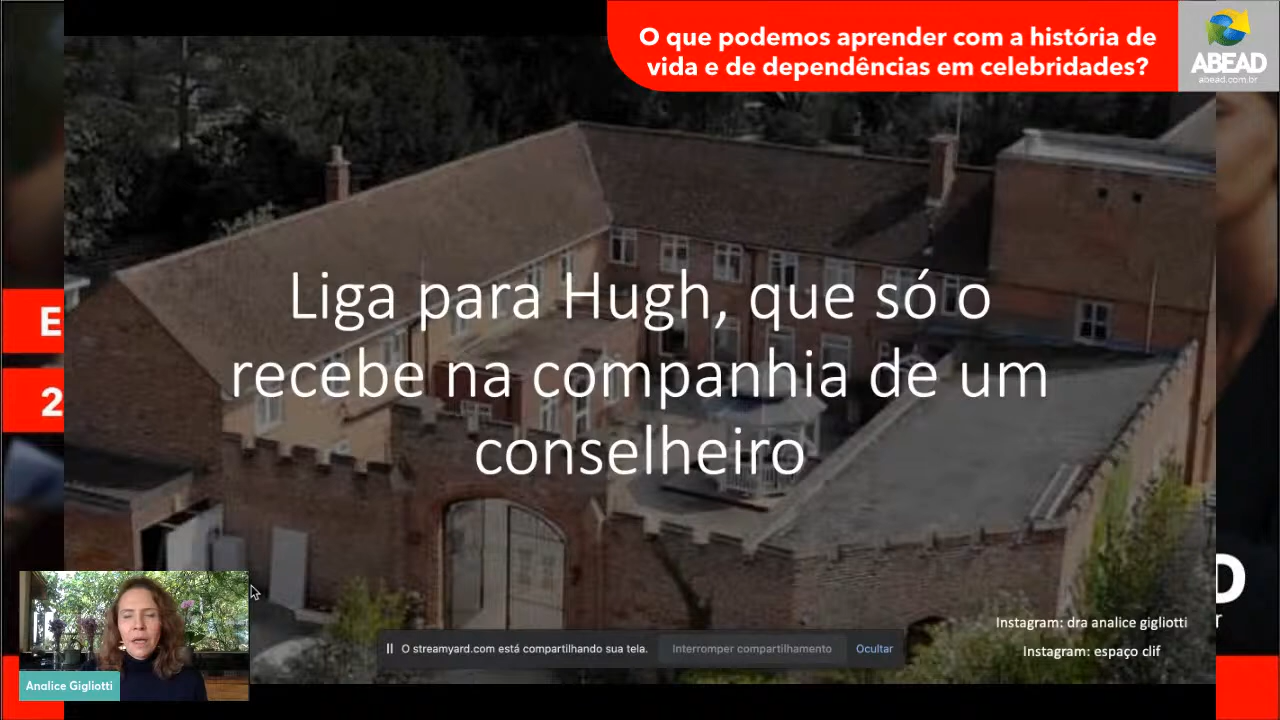 O que podemos aprender com a história de
vida e de dependências em celebridades?
ABEAD
abead.com.br
Liga para Hugh, que só o
recebe na companhia de um
conselheiro
E
2
D
r
Instagram: dra analice gigliotti
Instagram: espaço clif
O streamyard.com está compartilhando sua tela.
Interromper compartilhamento
Ocultar
Analice Gigliotti